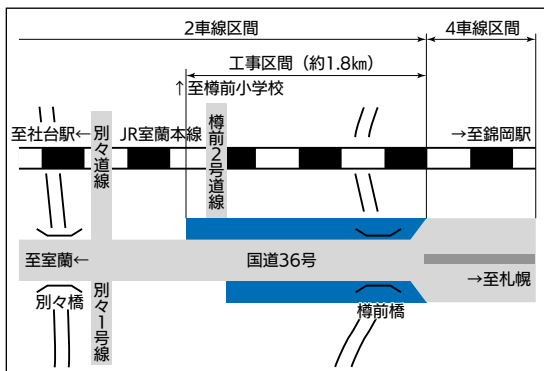 2車線区間
4車線区間
工事区間（約1.8㎞）
↑至樽前小学校
至社台駅←
別々道線
JR室蘭本線
樽前2号道線
→至錦岡駅
至室蘭←
国道36号
→至札幌
別々橋
別々1号線
樽前橋